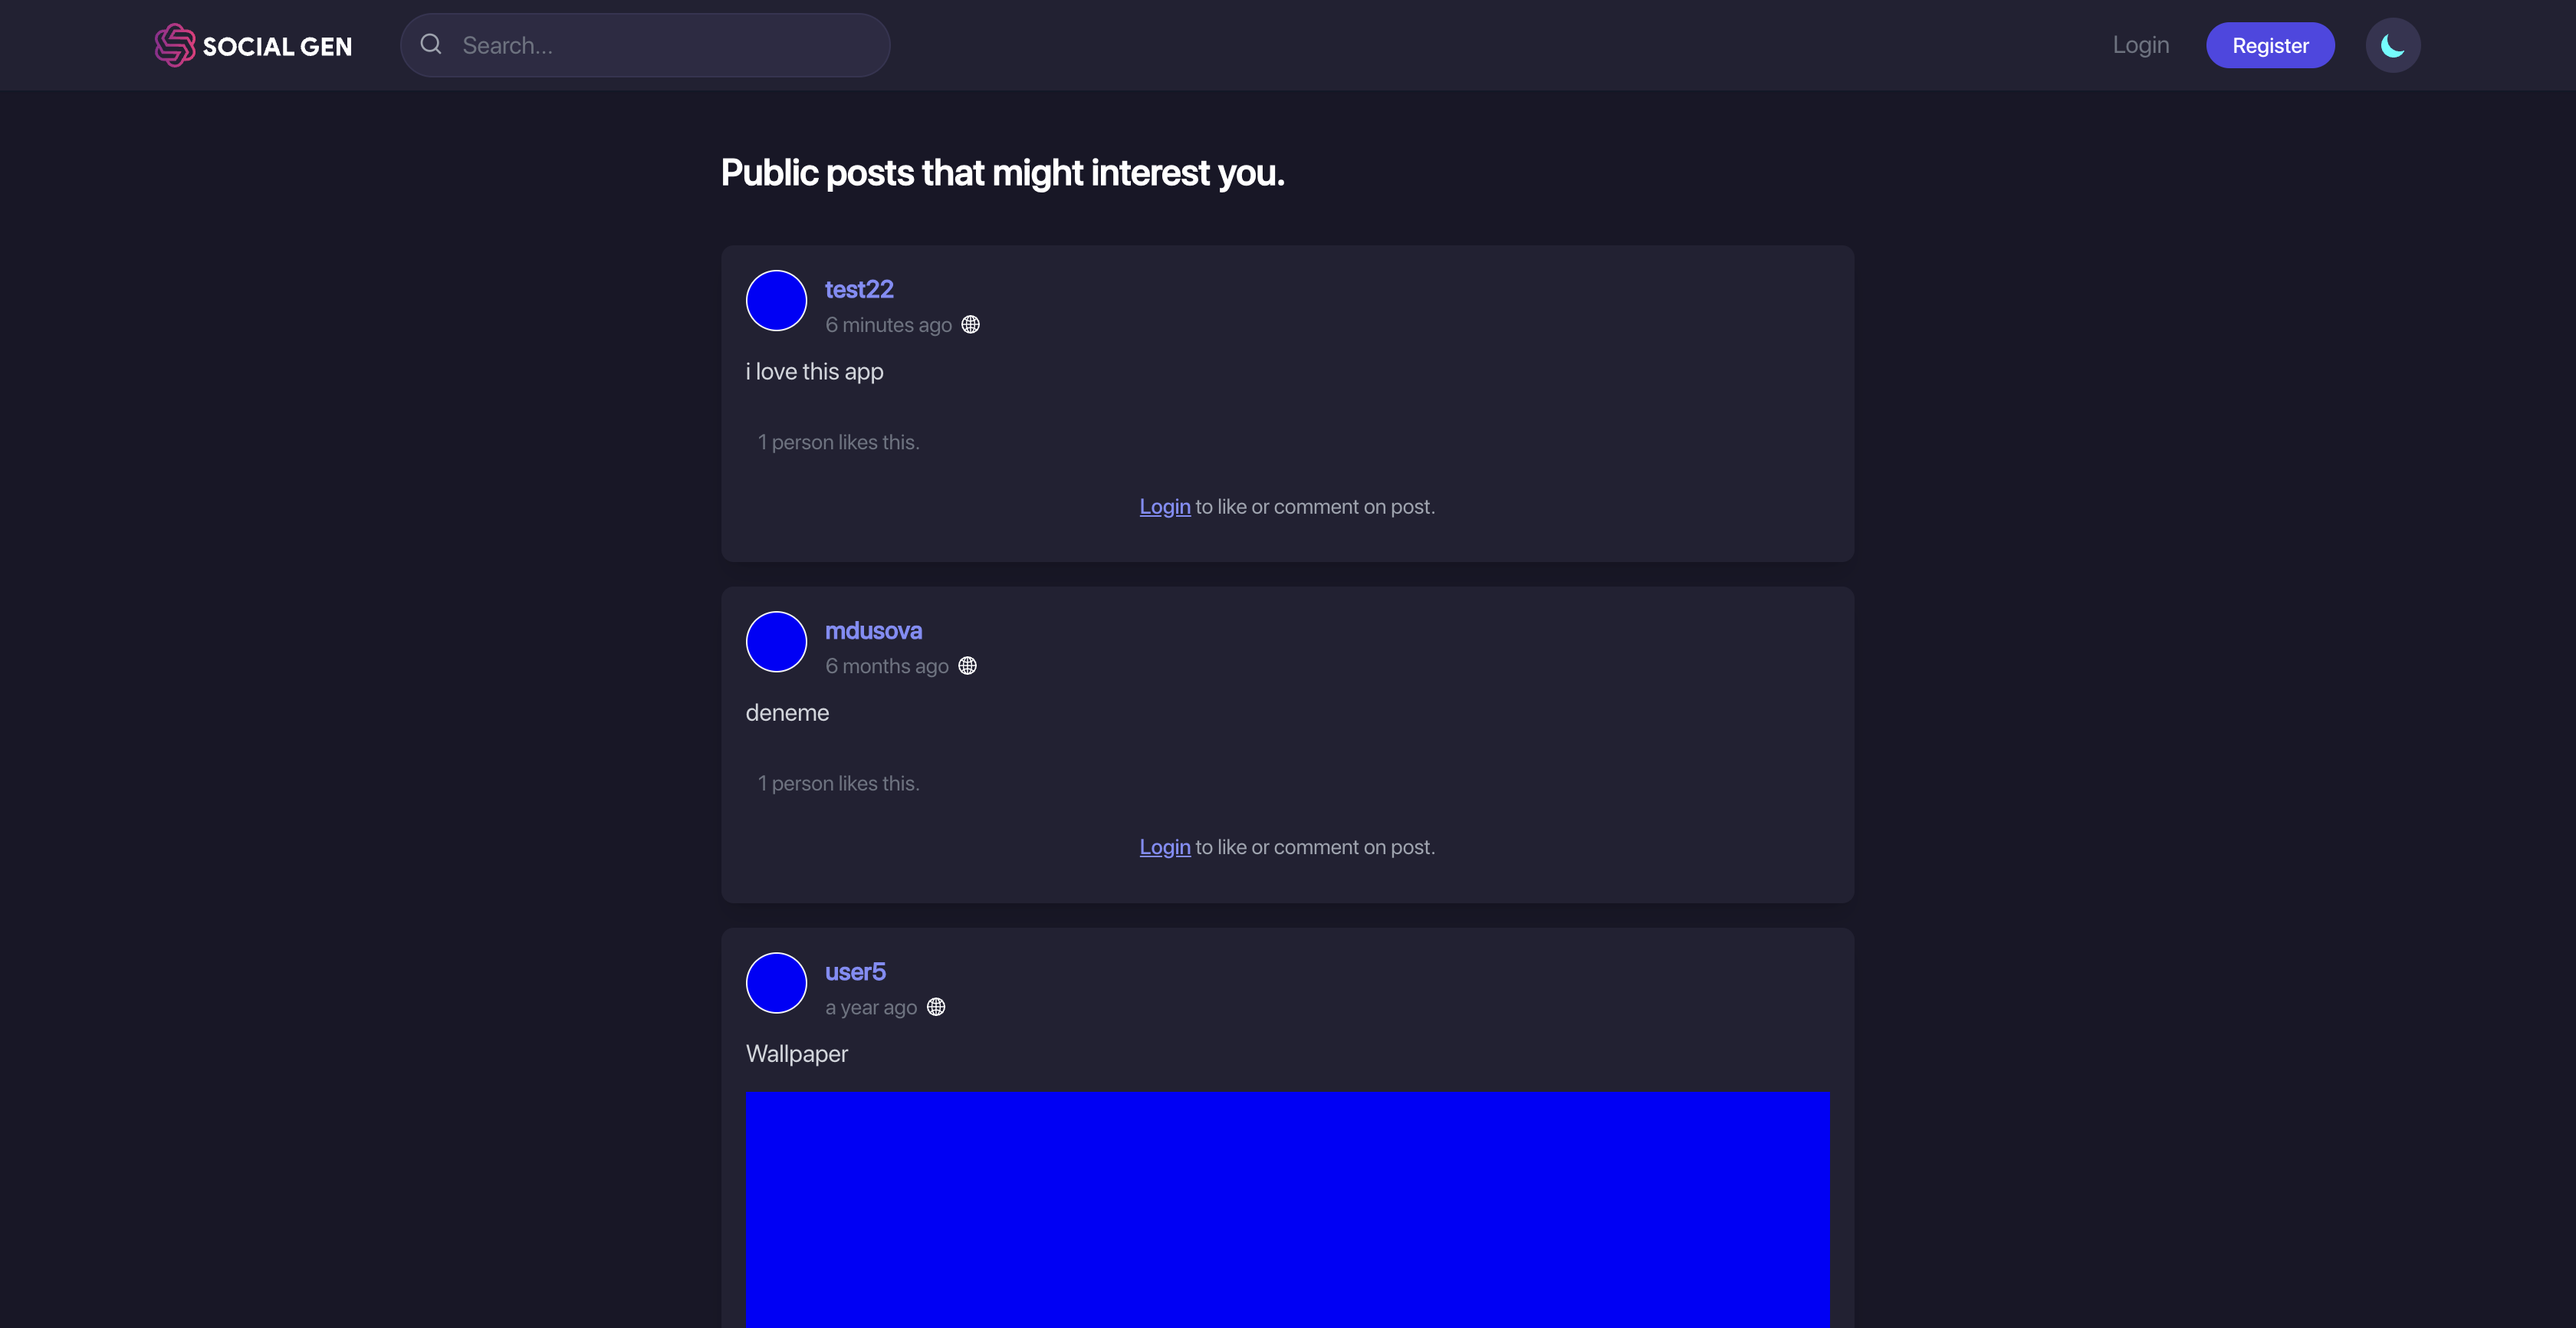 SOCIAL GEN
Search...
Login
Register
Public posts that might interest you.
test22
6 minutes ago
i love this app
1 person likes this.
Login to like or comment on post.
mdusova
6 months ago
deneme
1 person likes this.
Login to like or comment on post.
user5
a year ago
Wallpaper